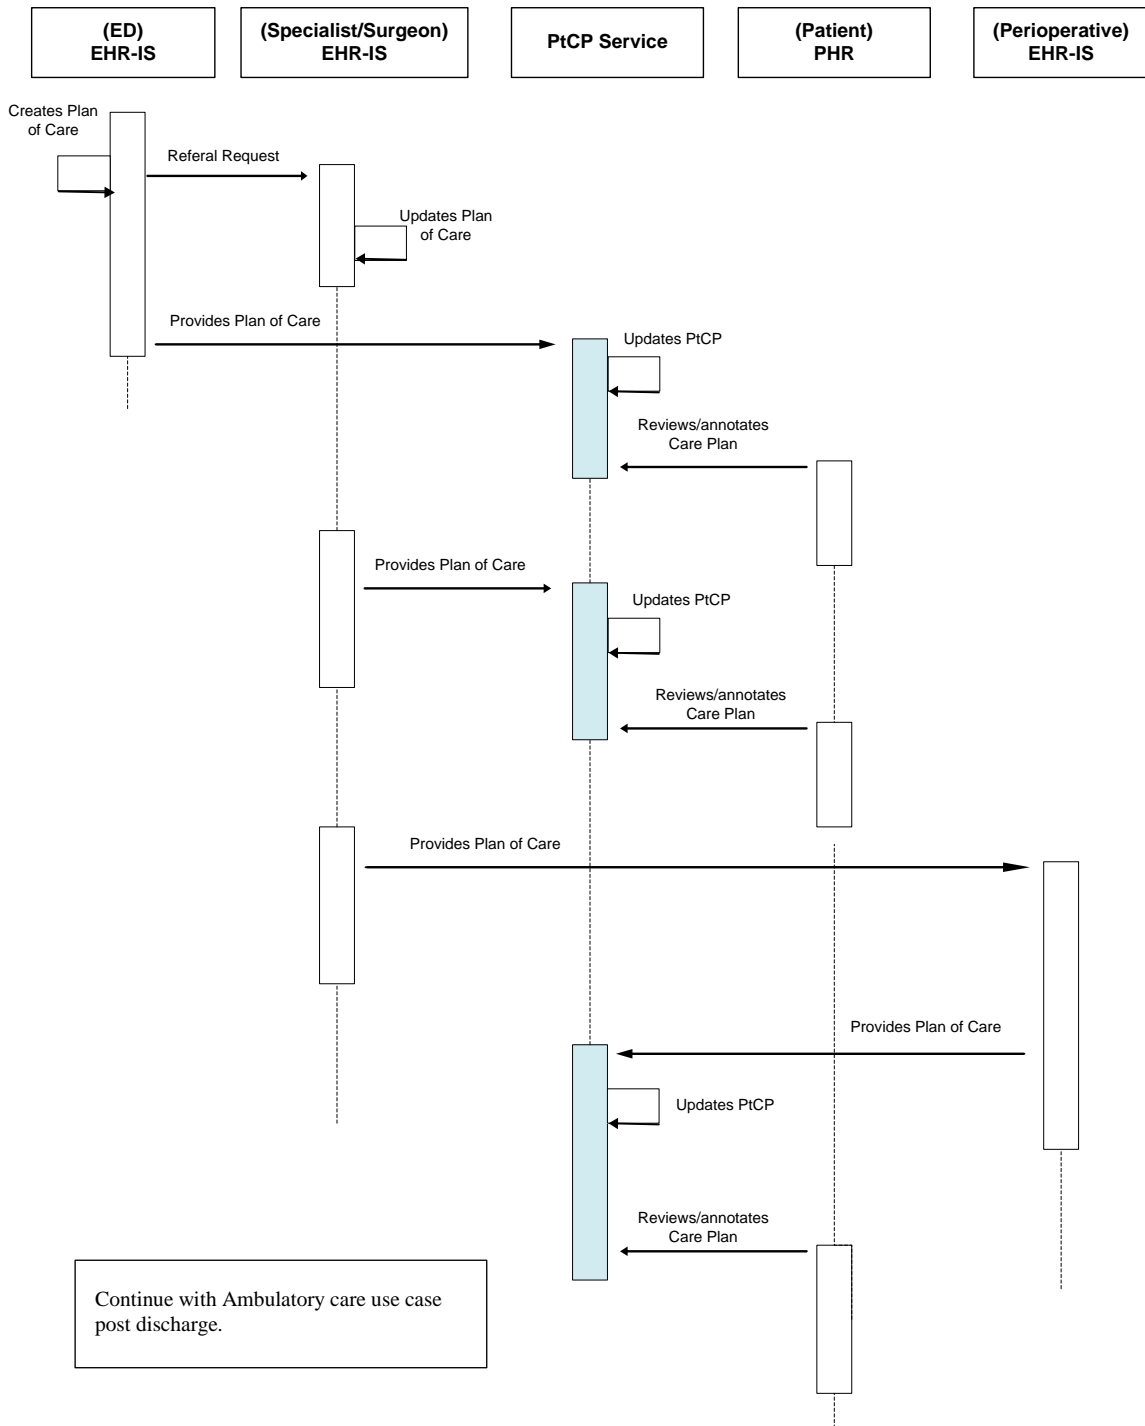 (ED)
EHR-IS
(Specialist/Surgeon)
EHR-IS
PtCP Service
(Patient)
PHR
(Perioperative)
EHR-IS
Creates Plan
of Care
Referal Request
Updates Plan
of Care
Provides Plan of Care
Updates PtCP
Reviews/annotates
Care Plan
Provides Plan of Care
Updates PtCP
Reviews/annotates
Care Plan
Provides Plan of Care
Provides Plan of Care
Updates PtCP
Reviews/annotates
Care Plan
Continue with Ambulatory care use case
post discharge.